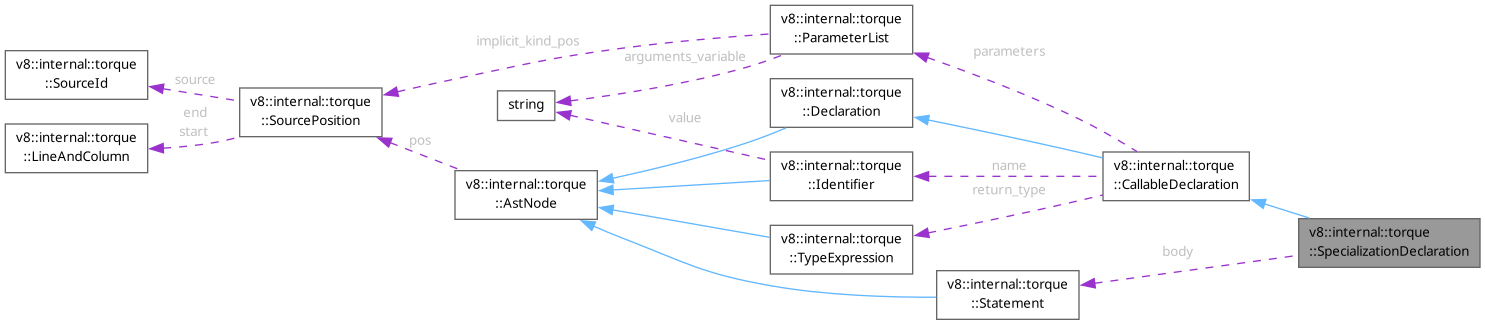 v8::internal::torque
::SourceId
v8::internal::torque
::LineAndColumn
source
end
start
v8::internal::torque
::SourcePosition
implicit_kind_pos
pos
string
v8::internal::torque
::AstNode
arguments_variable
value
v8::internal::torque
::ParameterList
v8::internal::torque
::Declaration
v8::internal::torque
::Identifier
v8::internal::torque
::TypeExpression
v8::internal::torque
::Statement
parameters
name
return_type
v8::internal::torque
::CallableDeclaration
body
v8::internal::torque
::SpecializationDeclaration